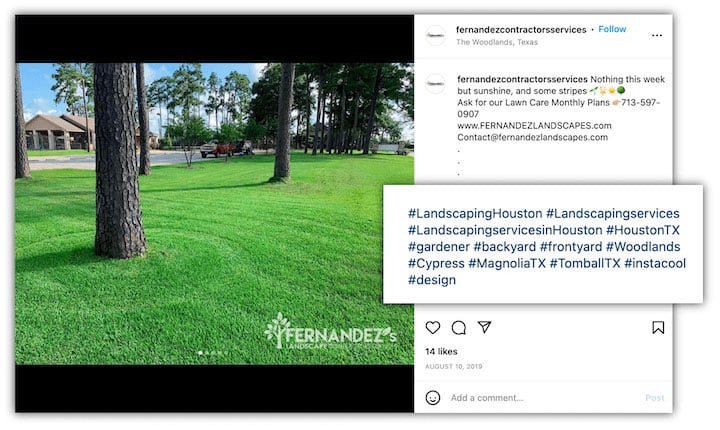 fernandezcontractorsservices • Follow
The Woodlands, Texas
fernandezcontractorsservices Nothing this week
but sunshine, and some stripes
Ask for our Lawn Care Monthly Plans 713-597-
0907
www.FERNANDEZLANDSCAPES.com
Contact@fernandezlandscapes.com
.
.
.
#LandscapingHouston #Landscapingservices
#LandscapingservicesinHouston #HoustonTX
#gardener #backyard #frontyard #Woodlands
#Cypress #MagnoliaTX #TomballTX #instacool
#design
FERNANDEZ's
LANDSCAPE
14 likes
AUGUST 10, 2019
Add a comment... Post